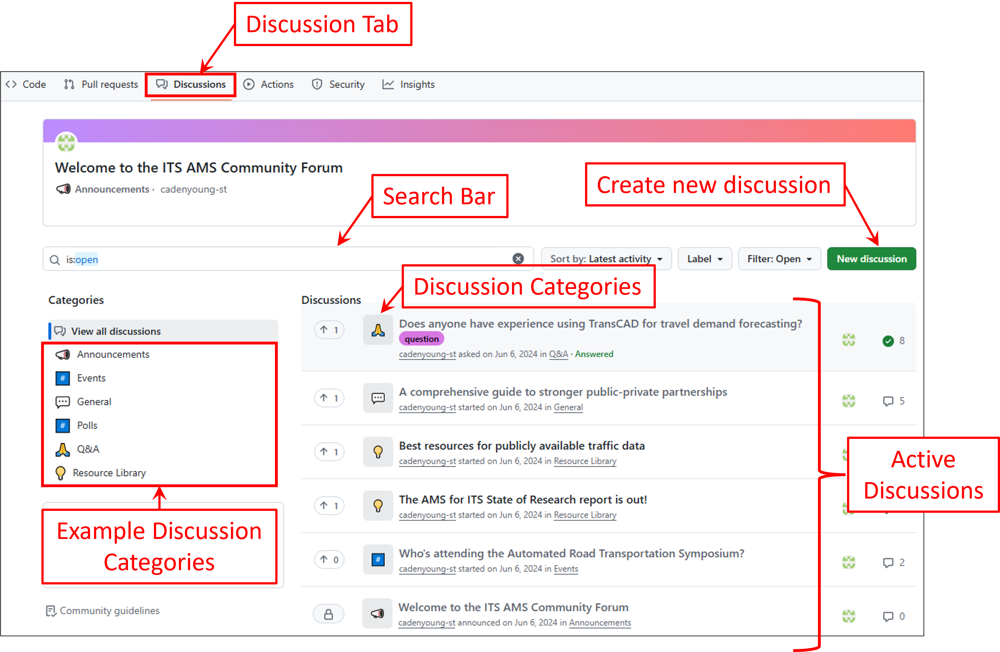 Discussion Tab
Code Pull requests Discussions Actions Security Insights
Welcome to the ITS AMS Community Forum
Announcements · cadenyoung-st
Search Bar
Create new discussion
is:open
Sort by: Latest activity Label Filter: Open New discussion
Discussion Categories
Categories
View all discussions
Announcements
# Events
General
# Polls
Q&A
Resource Library
Example Discussion
Categories
Community guidelines
Discussions
1 Does anyone have experience using TransCAD for travel demand forecasting?
question
cadenyoung-st asked on Jun 6, 2024 in Q&A · Answered
8
1 A comprehensive guide to stronger public-private partnerships
cadenyoung-st started on Jun 6, 2024 in General
5
1 Best resources for publicly available traffic data
cadenyoung-st started on Jun 6, 2024 in Resource Library
1 The AMS for ITS State of Research report is out!
cadenyoung-st started on Jun 6, 2024 in Resource Library
0 # Who's attending the Automated Road Transportation Symposium?
cadenyoung-st started on Jun 6, 2024 in Events
2
Welcome to the ITS AMS Community Forum
cadenyoung-st announced on Jun 6, 2024 in Announcements
0
Active
Discussions